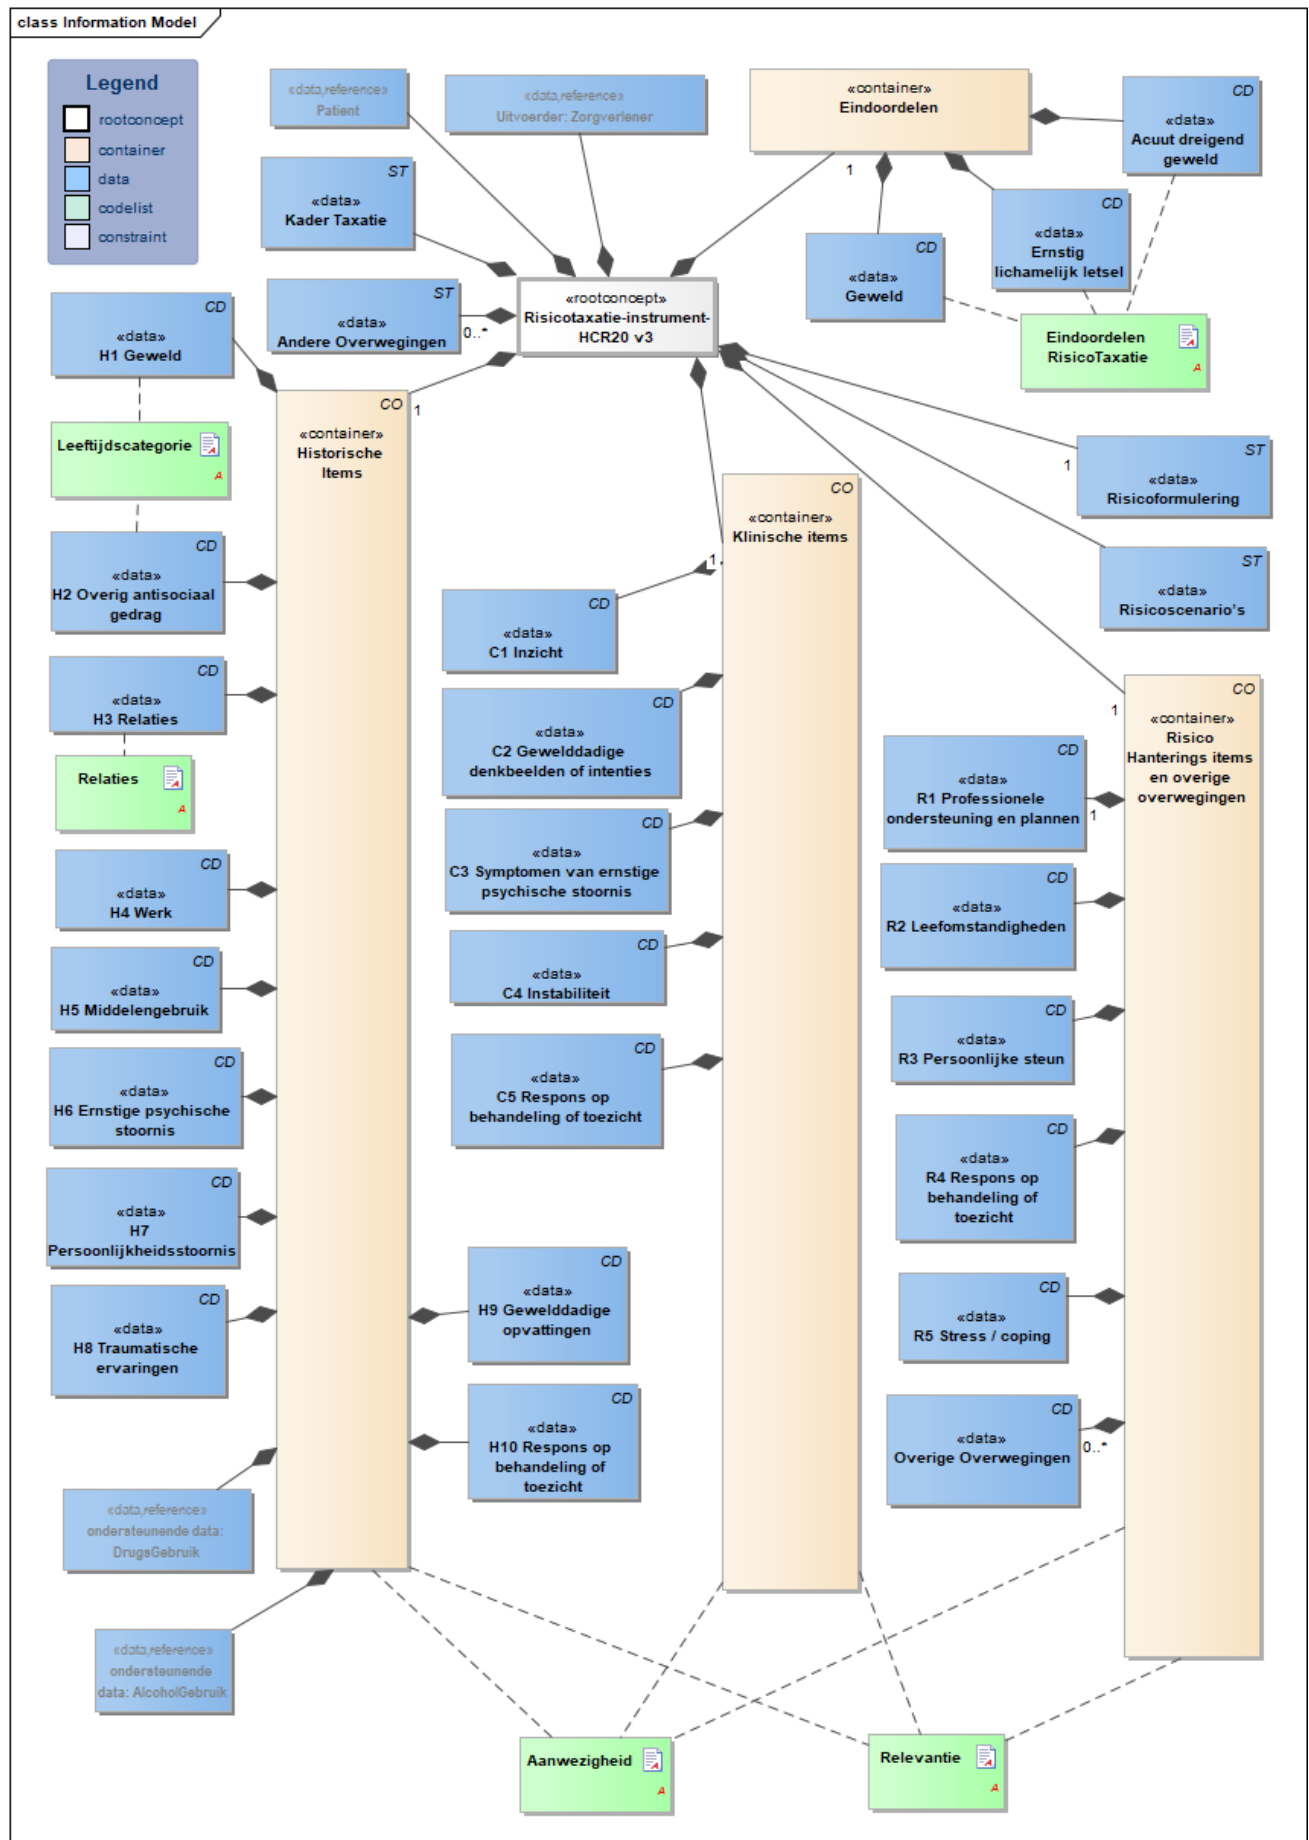 class Information Model
Legend
rootconcept
container
data
codelist
constraint
«data,reference»
Patient
«data,reference»
Uitvoerder: Zorgverlener
«container»
Eindoordelen
1
CD
«data»
Acuut dreigend
geweld
ST
«data»
Kader Taxatie
CD
«data»
Ernstig
lichamelijk letsel
CD
«data»
Geweld
ST
«data»
Andere Overwegingen
0..*
«rootconcept»
Risicotaxatie-instrument-
HCR20 v3
Eindoordelen
RisicoTaxatie
A
CD
«data»
H1 Geweld
CO
«container»
Historische
Items
1
Leeftijdscategorie
A
ST
«data»
Risicoformulering
1
CO
«container»
Klinische items
1
CD
«data»
H2 Overig antisociaal
gedrag
ST
«data»
Risicoscenario's
CD
«data»
C1 Inzicht
CD
«data»
H3 Relaties
CD
«data»
C2 Gewelddadige
denkbeelden of intenties
CO
«container»
Risico
Hanterings items
en overige
overwegingen
1
Relaties
A
CD
«data»
R1 Professionele
ondersteuning en plannen
1
CD
«data»
C3 Symptomen van ernstige
psychische stoornis
CD
«data»
H4 Werk
CD
«data»
R2 Leefomstandigheden
CD
«data»
C4 Instabiliteit
CD
«data»
H5 Middelengebruik
CD
«data»
R3 Persoonlijke steun
CD
«data»
H6 Ernstige psychische
stoornis
CD
«data»
C5 Respons op
behandeling of toezicht
CD
«data»
R4 Respons op
behandeling of
toezicht
CD
«data»
H7
Persoonlijkheidsstoornis
CD
«data»
H8 Traumatische
ervaringen
CD
«data»
H9 Gewelddadige
opvattingen
CD
«data»
R5 Stress / coping
CD
«data»
H10 Respons op
behandeling of
toezicht
CD
«data»
Overige Overwegingen
0..*
«data,reference»
ondersteunende data:
DrugsGebruik
«data,reference»
ondersteunende
data: AlcoholGebruik
Aanwezigheid
A
Relevantie
A